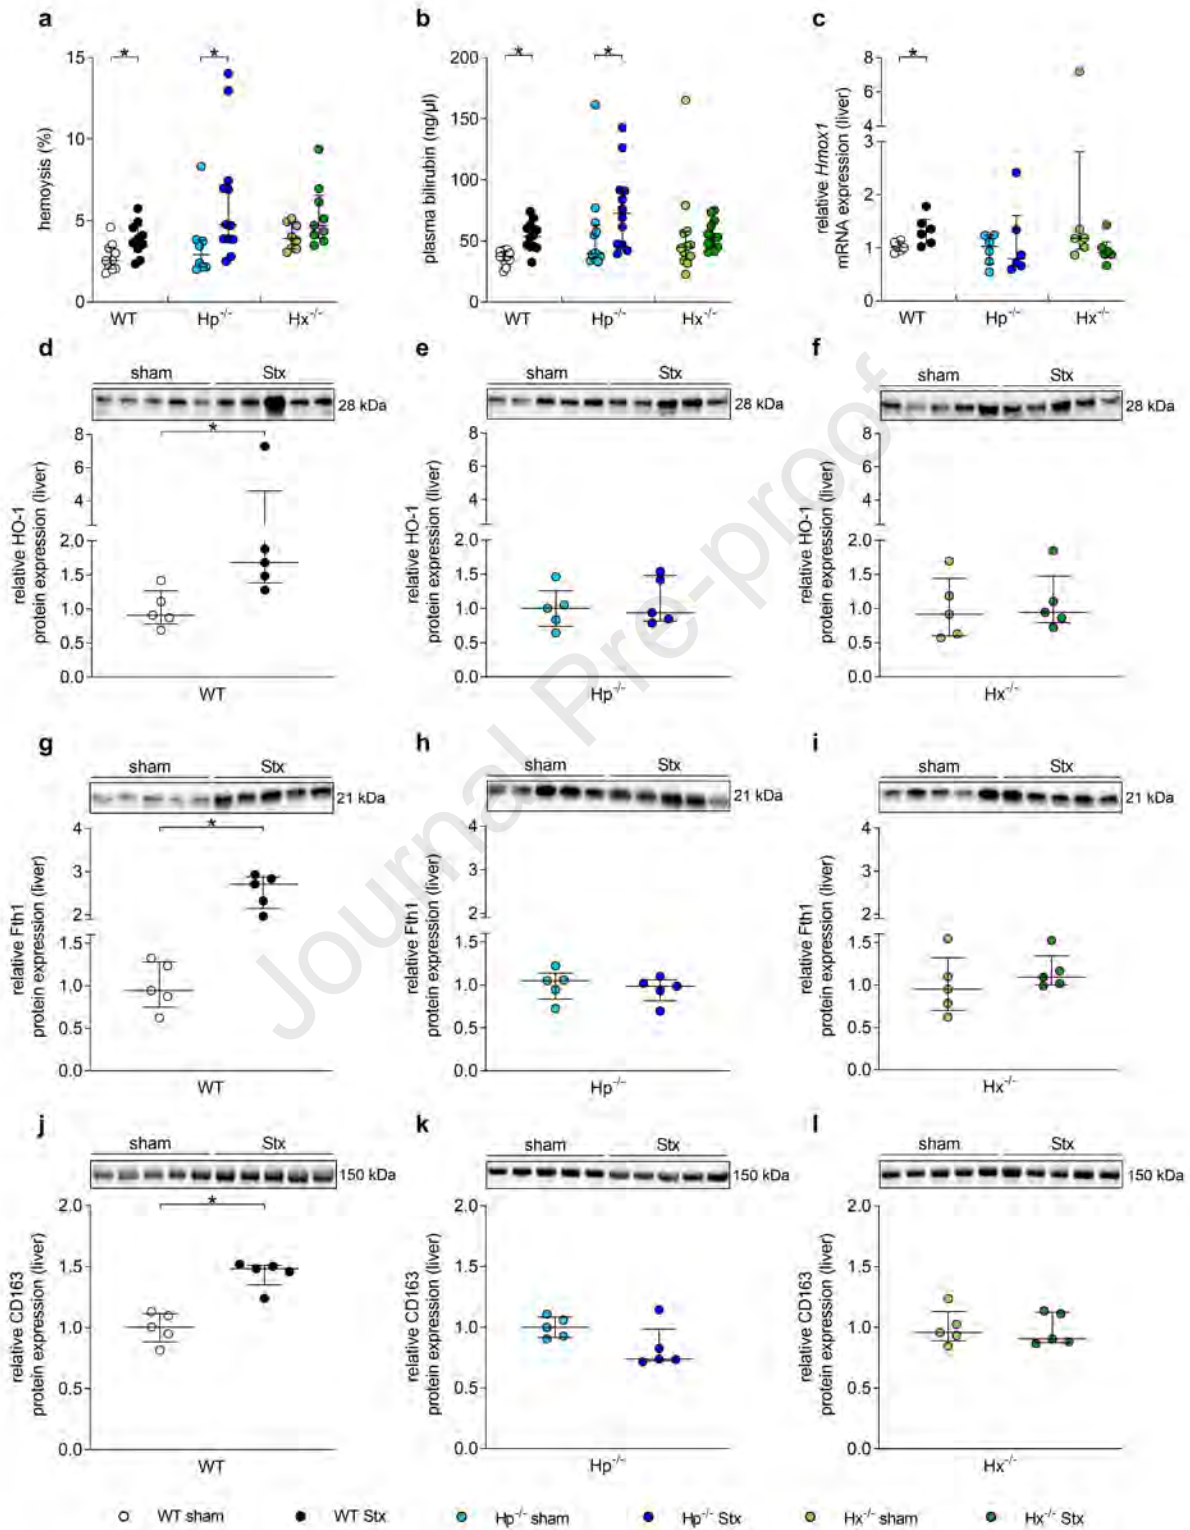 a
b
c
hemoysis (%)
15
10
5
0
*
*
WT
Hp-/-
Hx-/-
plasma bilirubin (ng/µl)
200
150
100
50
0
*
*
WT
Hp-/-
Hx-/-
relative Hmox1
mRNA expression (liver)
8
6
4
3
2
1
0
*
WT
Hp-/-
Hx-/-
d
e
f
sham Stx
28 kDa
relative HO-1
protein expression (liver)
8
6
4
2.0
1.5
1.0
0.5
0.0
*
WT
sham Stx
28 kDa
relative HO-1
protein expression (liver)
8
6
4
2.0
1.5
1.0
0.5
0.0
Hp-/-
sham Stx
28 kDa
relative HO-1
protein expression (liver)
8
6
4
2.0
1.5
1.0
0.5
0.0
Hx-/-
g
h
i
sham Stx
21 kDa
relative Fth1
protein expression (liver)
4
3
2
1.5
1.0
0.5
0.0
*
WT
sham Stx
21 kDa
relative Fth1
protein expression (liver)
4
3
2
1.5
1.0
0.5
0.0
Hp-/-
sham Stx
21 kDa
relative Fth1
protein expression (liver)
4
3
2
1.5
1.0
0.5
0.0
Hx-/-
j
k
l
sham Stx
150 kDa
relative CD163
protein expression (liver)
2.0
1.5
1.0
0.5
0.0
*
WT
sham Stx
150 kDa
relative CD163
protein expression (liver)
2.0
1.5
1.0
0.5
0.0
Hp-/-
sham Stx
150 kDa
relative CD163
protein expression (liver)
2.0
1.5
1.0
0.5
0.0
Hx-/-
WT sham WT Stx Hp-/- sham Hp-/- Stx Hx-/- sham Hx-/- Stx
Journal Pre-proof